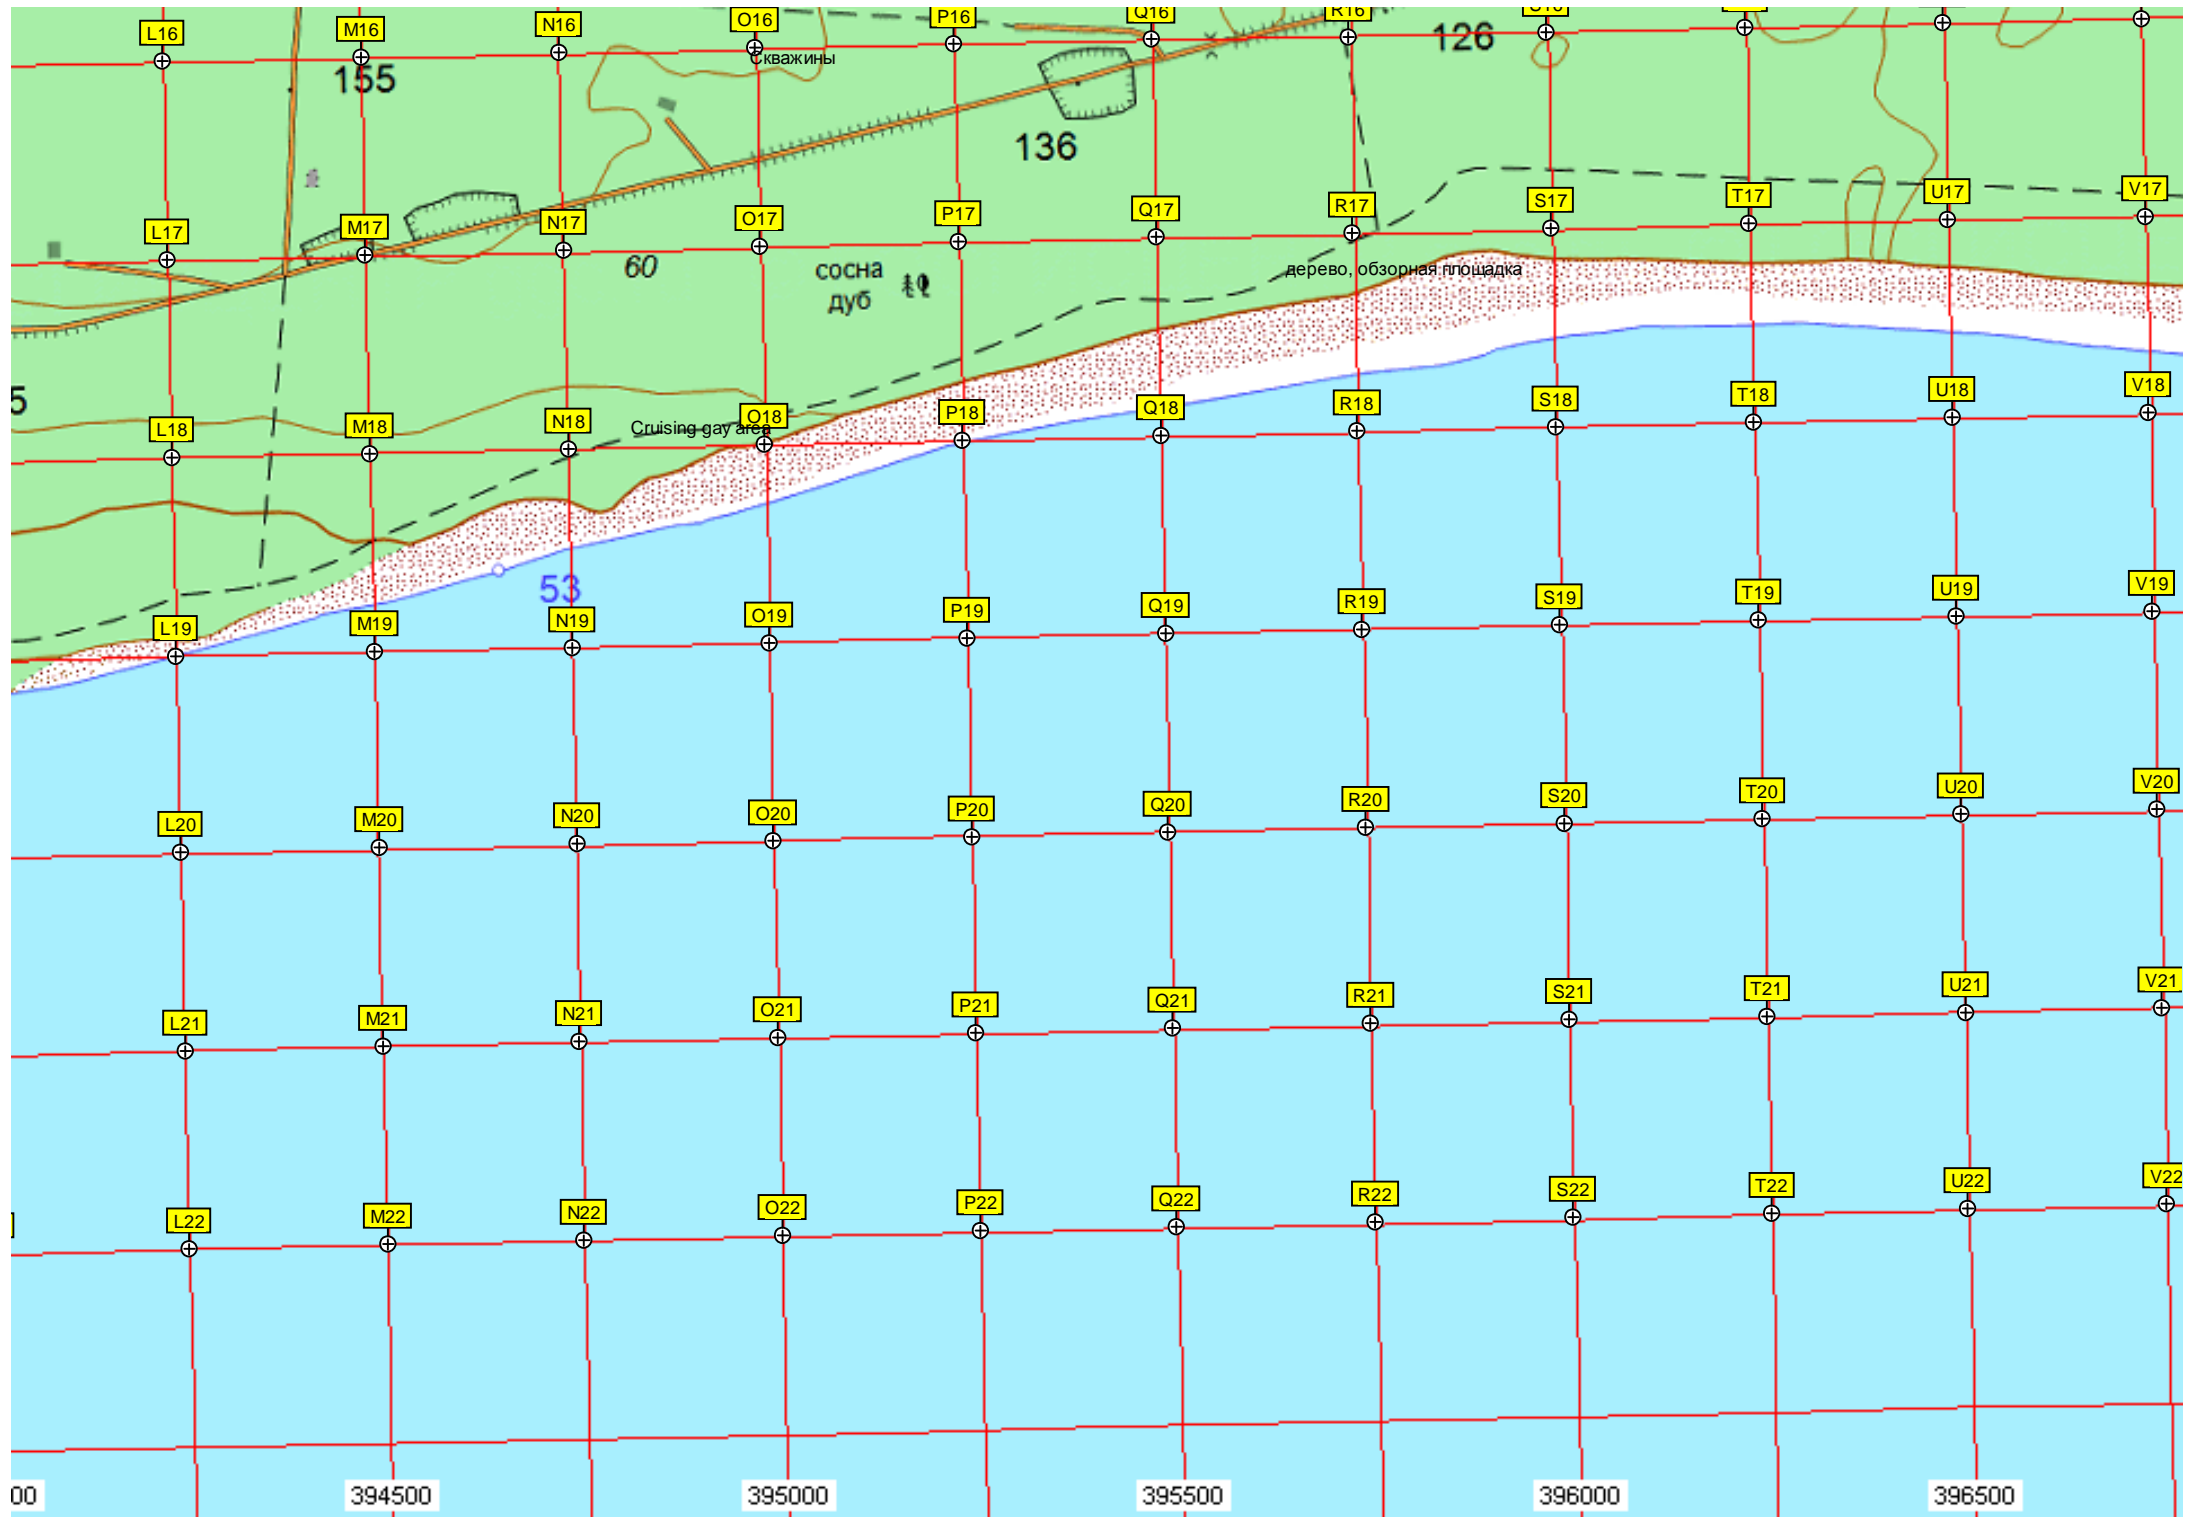 L16 M16 N16 O16 P16 Q16 R16
Скважины
155
126
136
L17 M17 N17 O17 P17 Q17 R17 S17 T17 U17 V17
60
сосна
дуб
дерево, обзорная площадка
5
L18 M18 N18 O18 P18 Q18 R18 S18 T18 U18 V18
Cruising gay area
53
L19 M19 N19 O19 P19 Q19 R19 S19 T19 U19 V19
L20 M20 N20 O20 P20 Q20 R20 S20 T20 U20 V20
L21 M21 N21 O21 P21 Q21 R21 S21 T21 U21 V21
L22 M22 N22 O22 P22 Q22 R22 S22 T22 U22 V22
00 394500 395000 395500 396000 396500